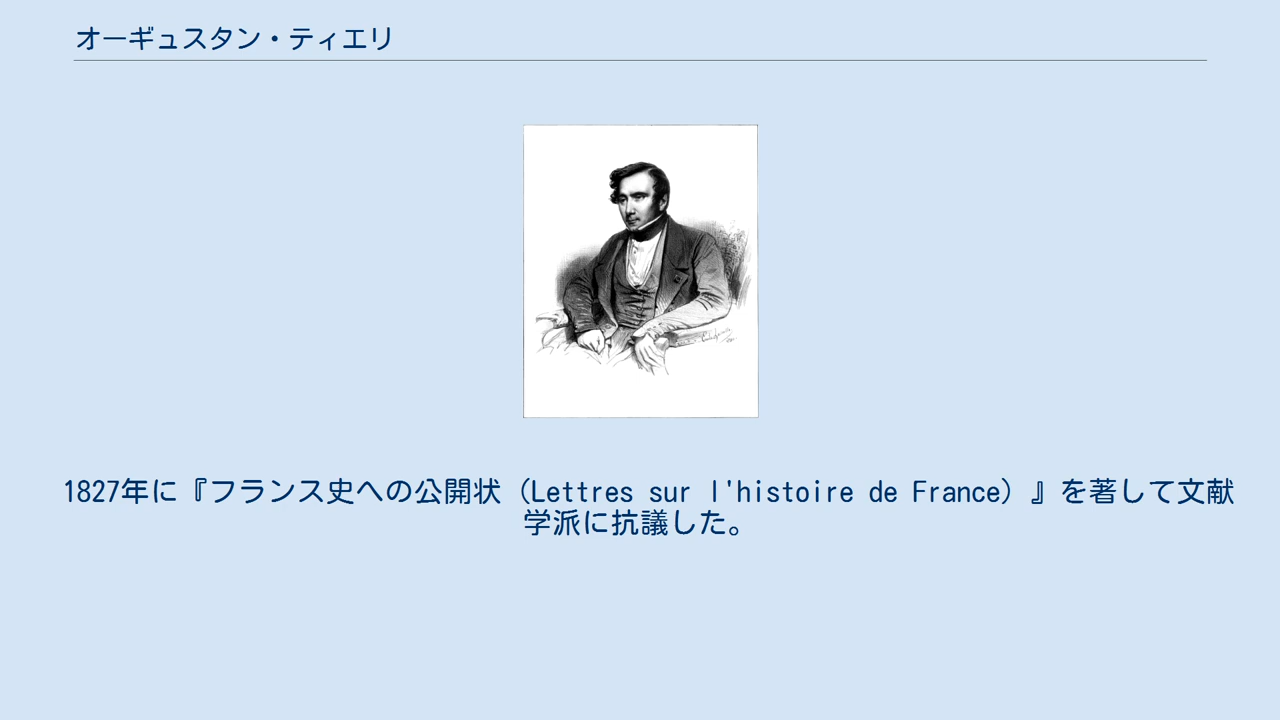 オーギュスタン・ティエリ
1827年に『フランス史への公開状（Lettres sur l'histoire de France）』を著して文献
学派に抗議した。